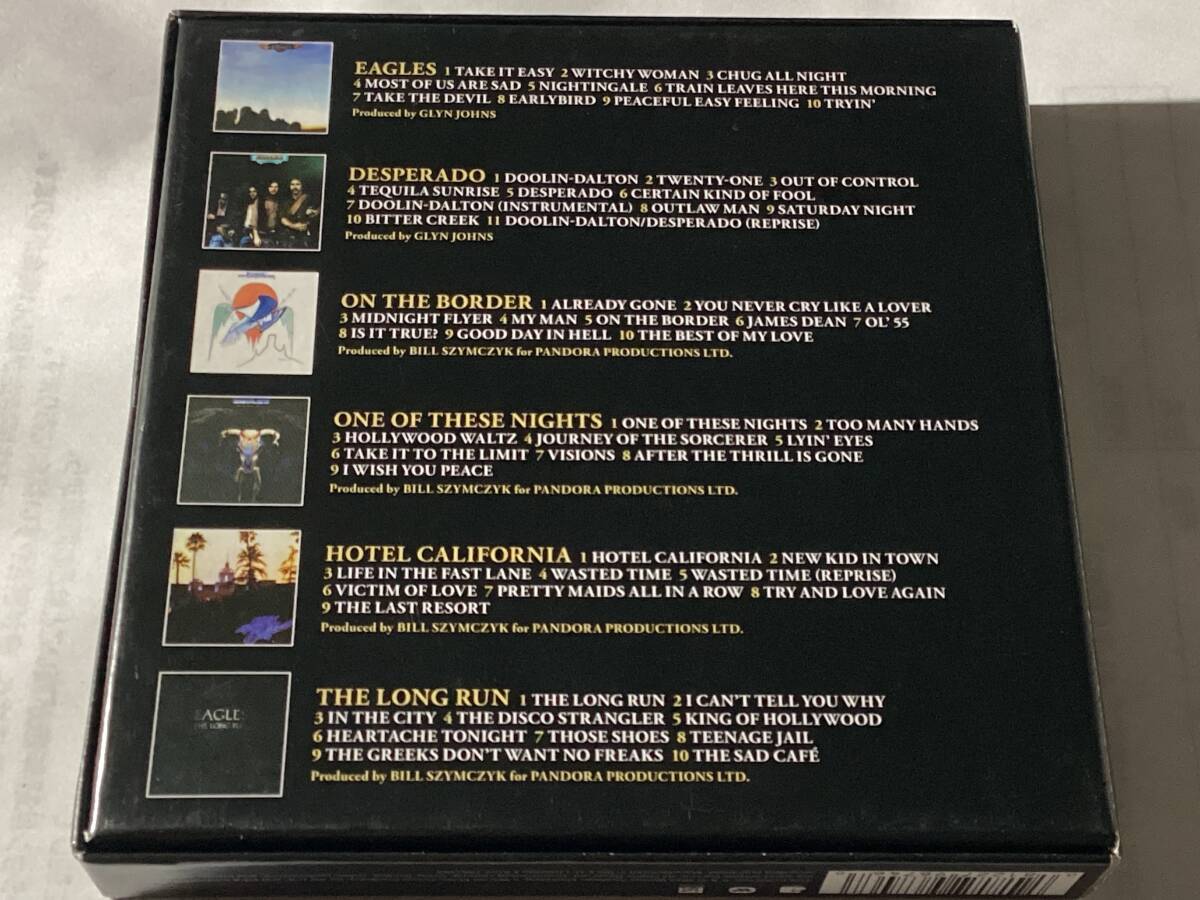 EAGLES 1 TAKE IT EASY 2 WITCHY WOMAN 3 CHUG ALL NIGHT
4 MOST OF US ARE SAD 5 NIGHTINGALE 6 TRAIN LEAVES HERE THIS MORNING
7 TAKE THE DEVIL 8 EARLYBIRD 9 PEACEFUL EASY FEELING 10 TRYIN'
Produced by GLYN JOHNS
DESPERADO 1 DOOLIN-DALTON 2 TWENTY-ONE 3 OUT OF CONTROL
4 TEQUILA SUNRISE 5 DESPERADO 6 CERTAIN KIND OF FOOL
7 DOOLIN-DALTON (INSTRUMENTAL) 8 OUTLAW MAN 9 SATURDAY NIGHT
10 BITTER CREEK 11 DOOLIN-DALTON/DESPERADO (REPRISE)
Produced by GLYN JOHNS
ON THE BORDER 1 ALREADY GONE 2 YOU NEVER CRY LIKE A LOVER
3 MIDNIGHT FLYER 4 MY MAN 5 ON THE BORDER 6 JAMES DEAN 7 OL' 55
8 IS IT TRUE? 9 GOOD DAY IN HELL 10 THE BEST OF MY LOVE
Produced by BILL SZYMCZYK for PANDORA PRODUCTIONS LTD.
ONE OF THESE NIGHTS 1 ONE OF THESE NIGHTS 2 TOO MANY HANDS
3 HOLLYWOOD WALTZ 4 JOURNEY OF THE SORCERER 5 LYIN' EYES
6 TAKE IT TO THE LIMIT 7 VISIONS 8 AFTER THE THRILL IS GONE
9 I WISH YOU PEACE
Produced by BILL SZYMCZYK for PANDORA PRODUCTIONS LTD.
HOTEL CALIFORNIA 1 HOTEL CALIFORNIA 2 NEW KID IN TOWN
3 LIFE IN THE FAST LANE 4 WASTED TIME 5 WASTED TIME (REPRISE)
6 VICTIM OF LOVE 7 PRETTY MAIDS ALL IN A ROW 8 TRY AND LOVE AGAIN
9 THE LAST RESORT
Produced by BILL SZYMCZYK for PANDORA PRODUCTIONS LTD.
EAGLES
THE LONG RUN
THE LONG RUN 1 THE LONG RUN 2 I CAN'T TELL YOU WHY
3 IN THE CITY 4 THE DISCO STRANGLER 5 KING OF HOLLYWOOD
6 HEARTACHE TONIGHT 7 THOSE SHOES 8 TEENAGE JAIL
9 THE GREEKS DON'T WANT NO FREAKS 10 THE SAD CAFÉ
Produced by BILL SZYMCZYK for PANDORA PRODUCTIONS LTD.